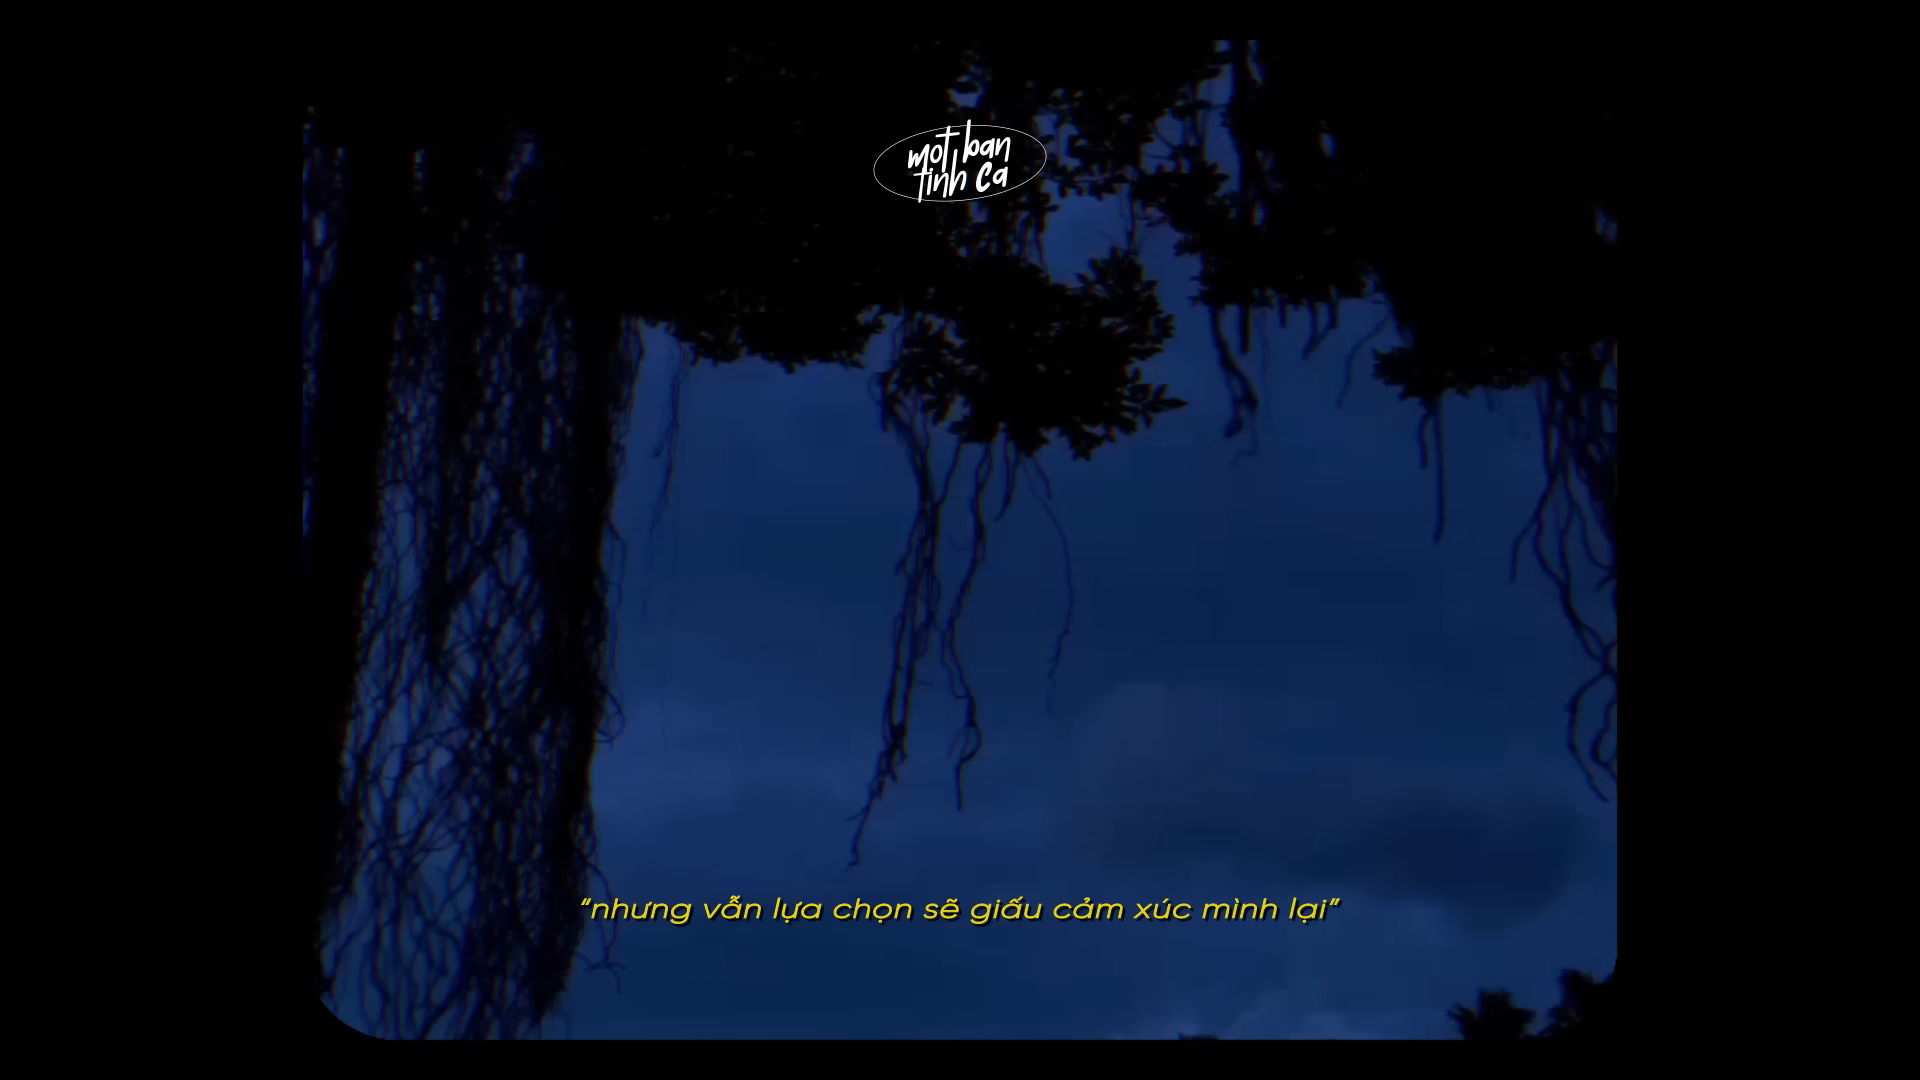 mot ban
tinh ca
“nhưng vẫn lựa chọn sẽ giấu cảm xúc mình lại”